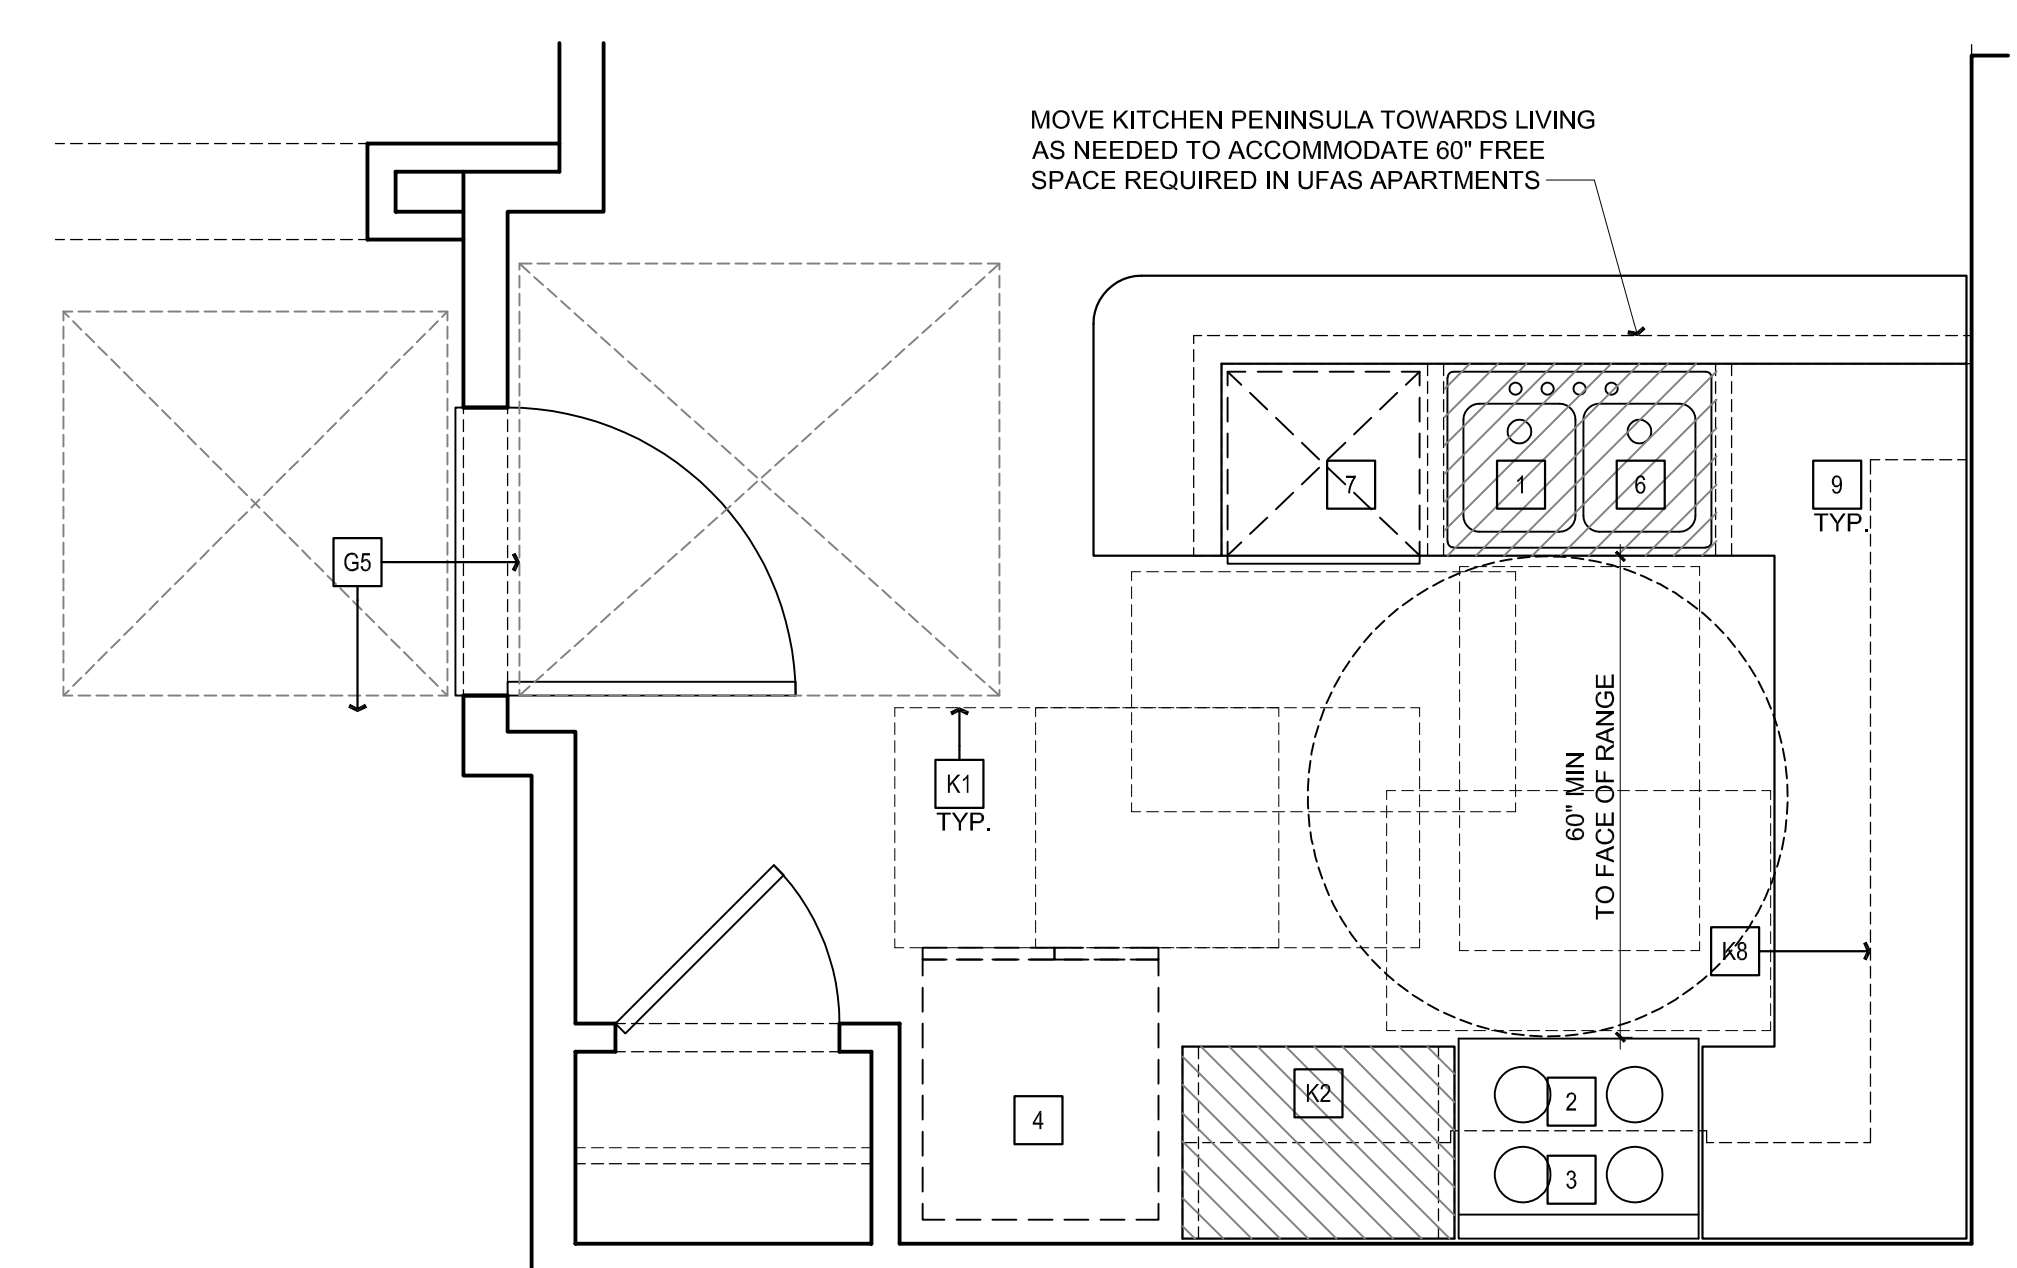 MOVE KITCHEN PENINSULA TOWARDS LIVING
AS NEEDED TO ACCOMMODATE 60" FREE
SPACE REQUIRED IN UFAS APARTMENTS
7
1
6
9
TYP.
G5
K1
TYP.
60" MIN
TO FACE OF RANGE
K8
K2
4
2
3